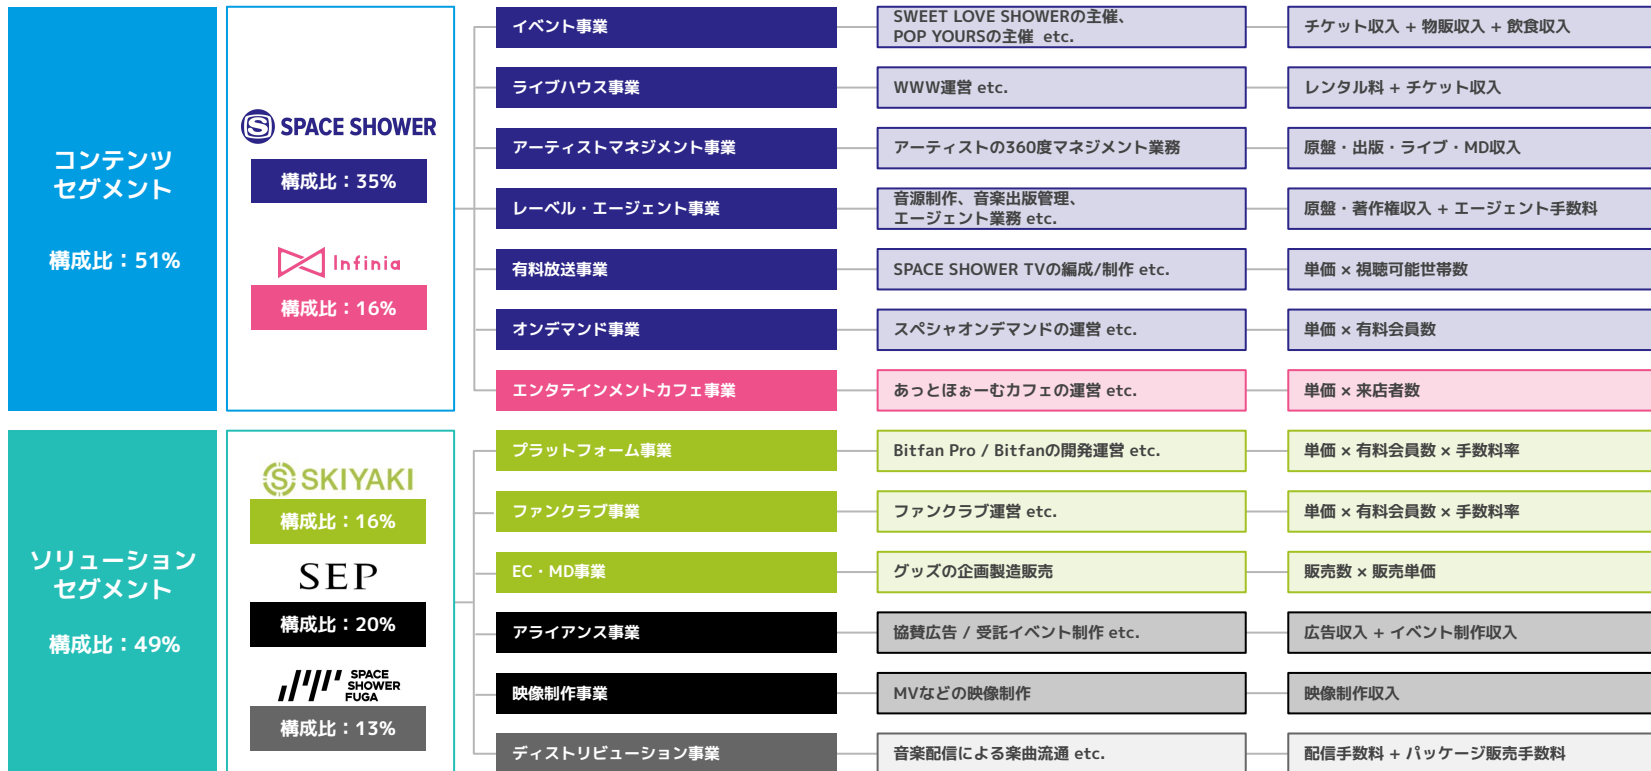 コンテンツ
セグメント
構成比：51%
SPACE SHOWER
構成比：35%
Infinia
構成比：16%
イベント事業
SWEET LOVE SHOWERの主催、
POP YOURSの主催 etc.
チケット収入 + 物販収入 + 飲食収入
ライブハウス事業
WWW運営 etc.
レンタル料 + チケット収入
アーティストマネジメント事業
アーティストの360度マネジメント業務
原盤・出版・ライブ・MD収入
レーベル・エージェント事業
音源制作、音楽出版管理、
エージェント業務 etc.
原盤・著作権収入 + エージェント手数料
有料放送事業
SPACE SHOWER TVの編成/制作 etc.
単価 × 視聴可能世帯数
オンデマンド事業
スペシャオンデマンドの運営 etc.
単価 × 有料会員数
エンタテインメントカフェ事業
あっとほぉーむカフェの運営 etc.
単価 × 来店者数
ソリューション
セグメント
構成比：49%
SKIYAKI
構成比：16%
SEP
構成比：20%
SPACE
SHOWER
FUGA
構成比：13%
プラットフォーム事業
Bitfan Pro / Bitfanの開発運営 etc.
単価 × 有料会員数 × 手数料率
ファンクラブ事業
ファンクラブ運営 etc.
単価 × 有料会員数 × 手数料率
EC・MD事業
グッズの企画製造販売
販売数 × 販売単価
アライアンス事業
協賛広告 / 受託イベント制作 etc.
広告収入 + イベント制作収入
映像制作事業
MVなどの映像制作
映像制作収入
ディストリビューション事業
音楽配信による楽曲流通 etc.
配信手数料 + パッケージ販売手数料